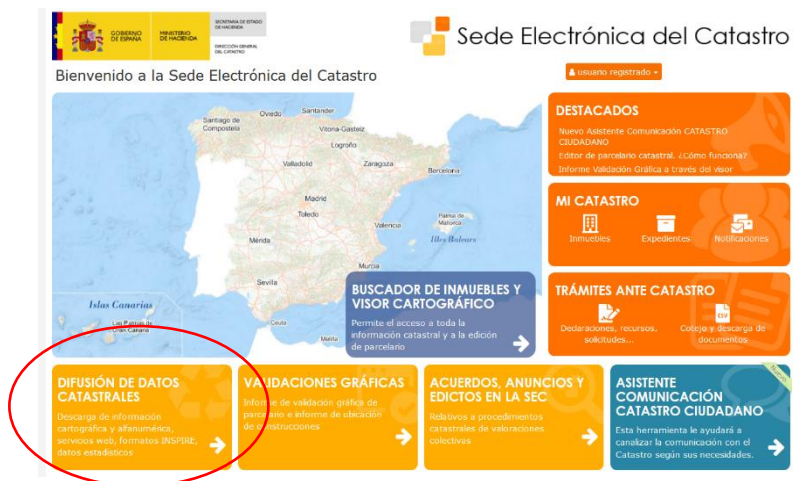 GOBIERNO
DE ESPAÑA
MINISTERIO
DE HACIENDA
SECRETARÍA DE ESTADO
DE HACIENDA
DIRECCIÓN GENERAL
DEL CATASTRO
Sede Electrónica del Catastro
Bienvenido a la Sede Electrónica del Catastro
usuario registrado
Santiago de
Compostela
Oviedo
Santander
Vitoria-Gasteiz
Logroño
Valladolid
Zaragoza
Barcelona
Madrid
Toledo
Valencia
Palma de
Mallorca
Illes Balears
Mérida
Murcia
Sevilla
Islas Canarias
Las Palmas de
Gran Canaria
Ceuta
Melilla
BUSCADOR DE INMUEBLES Y
VISOR CARTOGRÁFICO
Permite el acceso a toda la
información catastral y a la edición
de parcelario
DESTACADOS
Nuevo Asistente Comunicación CATASTRO
CIUDADANO
Editor de parcelario catastral. ¿Cómo funciona?
Informe Validación Gráfica a través del visor
MI CATASTRO
Inmuebles
Expedientes
Notificaciones
TRÁMITES ANTE CATASTRO
Declaraciones, recursos,
solicitudes...
CSV
Cotejo y descarga de
documentos
DIFUSIÓN DE DATOS
CATASTRALES
Descarga de información
cartográfica y alfanumérica,
servicios web, formatos INSPIRE,
datos estadísticos
VALIDACIONES GRÁFICAS
Informe de validación gráfica de
parcelario e informe de ubicación
de construcciones
ACUERDOS, ANUNCIOS Y
EDICTOS EN LA SEC
Relativos a procedimientos
catastrales de valoraciones
colectivas
Nuevo
ASISTENTE
COMUNICACIÓN
CATASTRO CIUDADANO
Esta herramienta le ayudará a
canalizar la comunicación con el
Catastro según sus necesidades.